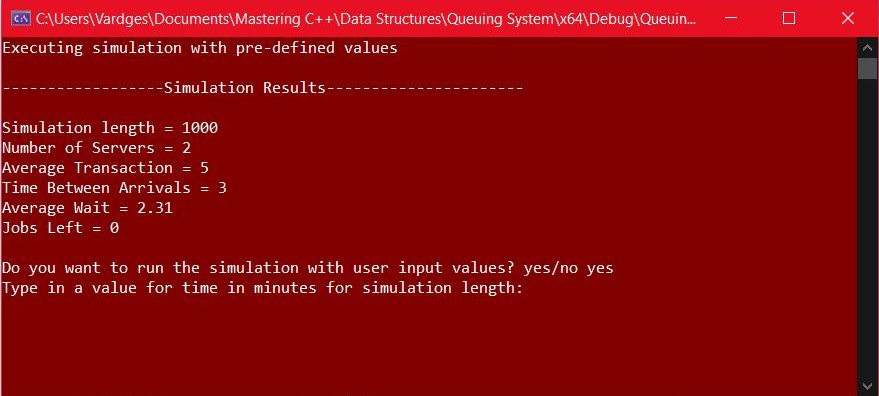 C:\Users\Vardges\Documents\Mastering C++\Data Structures\Queuing System\x64\Debug\Queuin...
Executing simulation with pre-defined values
------------------Simulation Results----------------------
Simulation length = 1000
Number of Servers = 2
Average Transaction = 5
Time Between Arrivals = 3
Average Wait = 2.31
Jobs Left = 0
Do you want to run the simulation with user input values? yes/no yes
Type in a value for time in minutes for simulation length: